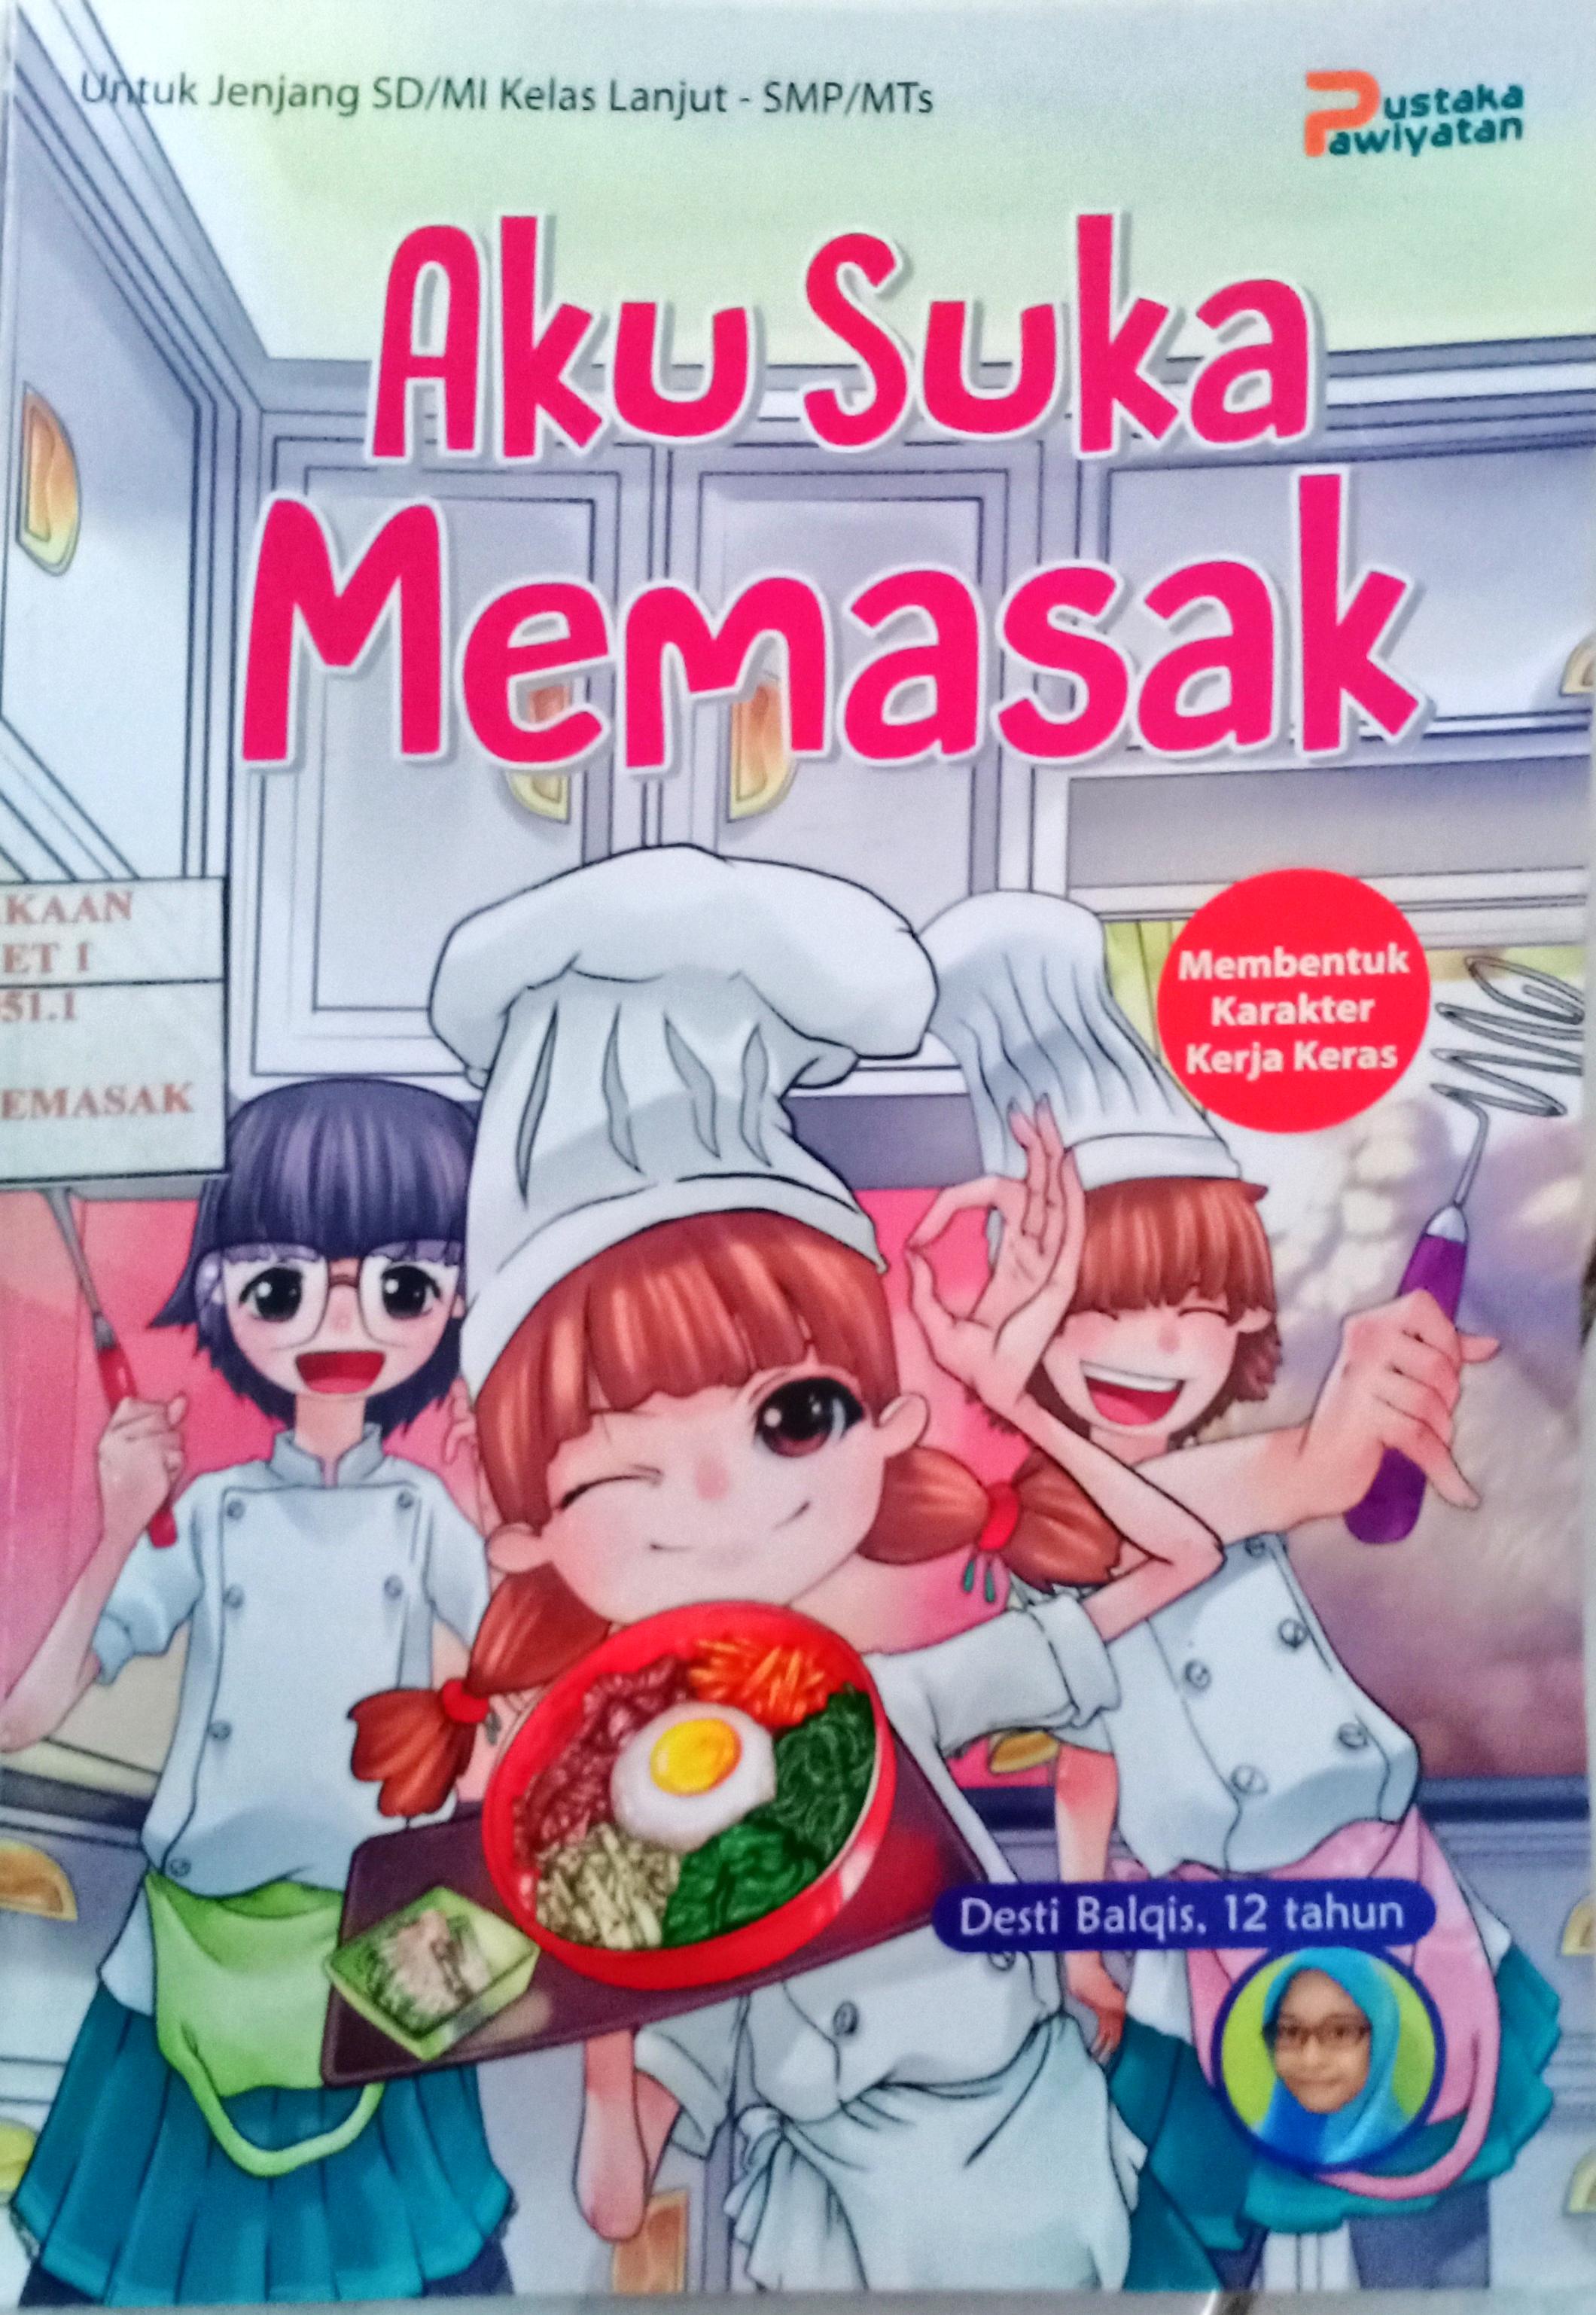 Untuk Jenjang SD/MI Kelas Lanjut - SMP/MTs
Pustaka
Pawiyatan
Aku Suka
Memasak
KAAN
ET 1
51.1
EMASAK
Membentuk
Karakter
Kerja Keras
Desti Balqis, 12 tahun